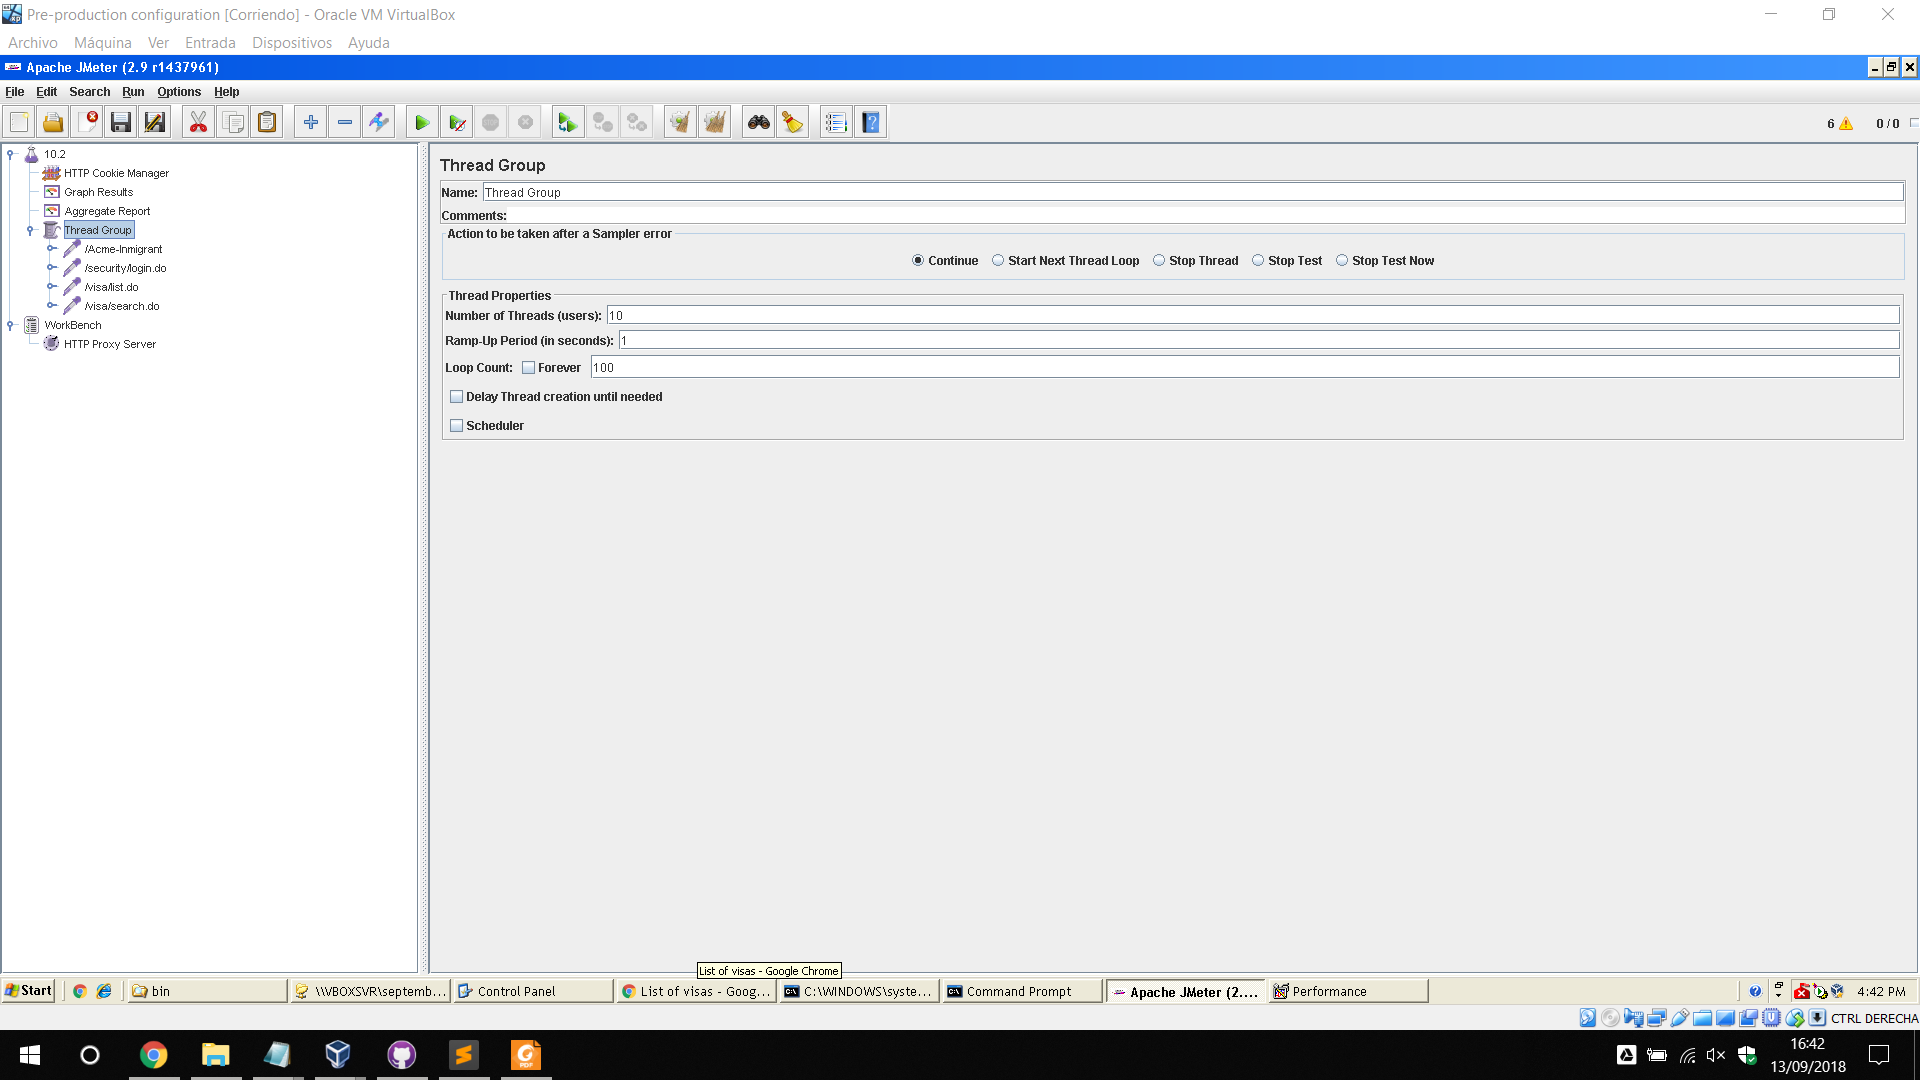 Pre-production configuration [Corriendo] - Oracle VM VirtualBox
Archivo Máquina Ver Entrada Dispositivos Ayuda
Apache JMeter (2.9 r1437961)
File Edit Search Run Options Help
6 0 / 0
10.2
HTTP Cookie Manager
Graph Results
Aggregate Report
Thread Group
/Acme-Inmigrant
/security/login.do
/visa/list.do
/visa/search.do
WorkBench
HTTP Proxy Server
Thread Group
Name: Thread Group
Comments:
Action to be taken after a Sampler error
Continue Start Next Thread Loop Stop Thread Stop Test Stop Test Now
Thread Properties
Number of Threads (users): 10
Ramp-Up Period (in seconds): 1
Loop Count: Forever 100
Delay Thread creation until needed
Scheduler
List of visas - Google Chrome
Start bin \\VBOXSVR\septemb... Control Panel List of visas - Goog... C:\WINDOWS\syste... Command Prompt Apache JMeter (2.... Performance 4:42 PM
CTRL DERECHA
16:42
13/09/2018